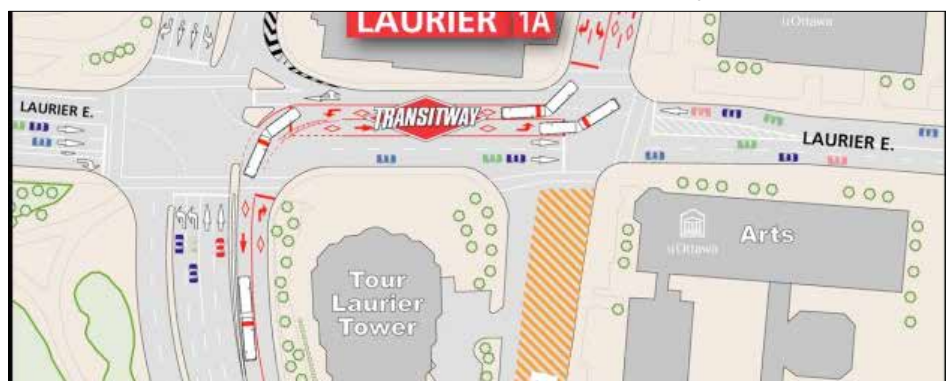 LAURIER 1A
uOttawa
LAURIER E.
TRANSITWAY
LAURIER E.
uOttawa
Arts
Tour
Laurier
Tower